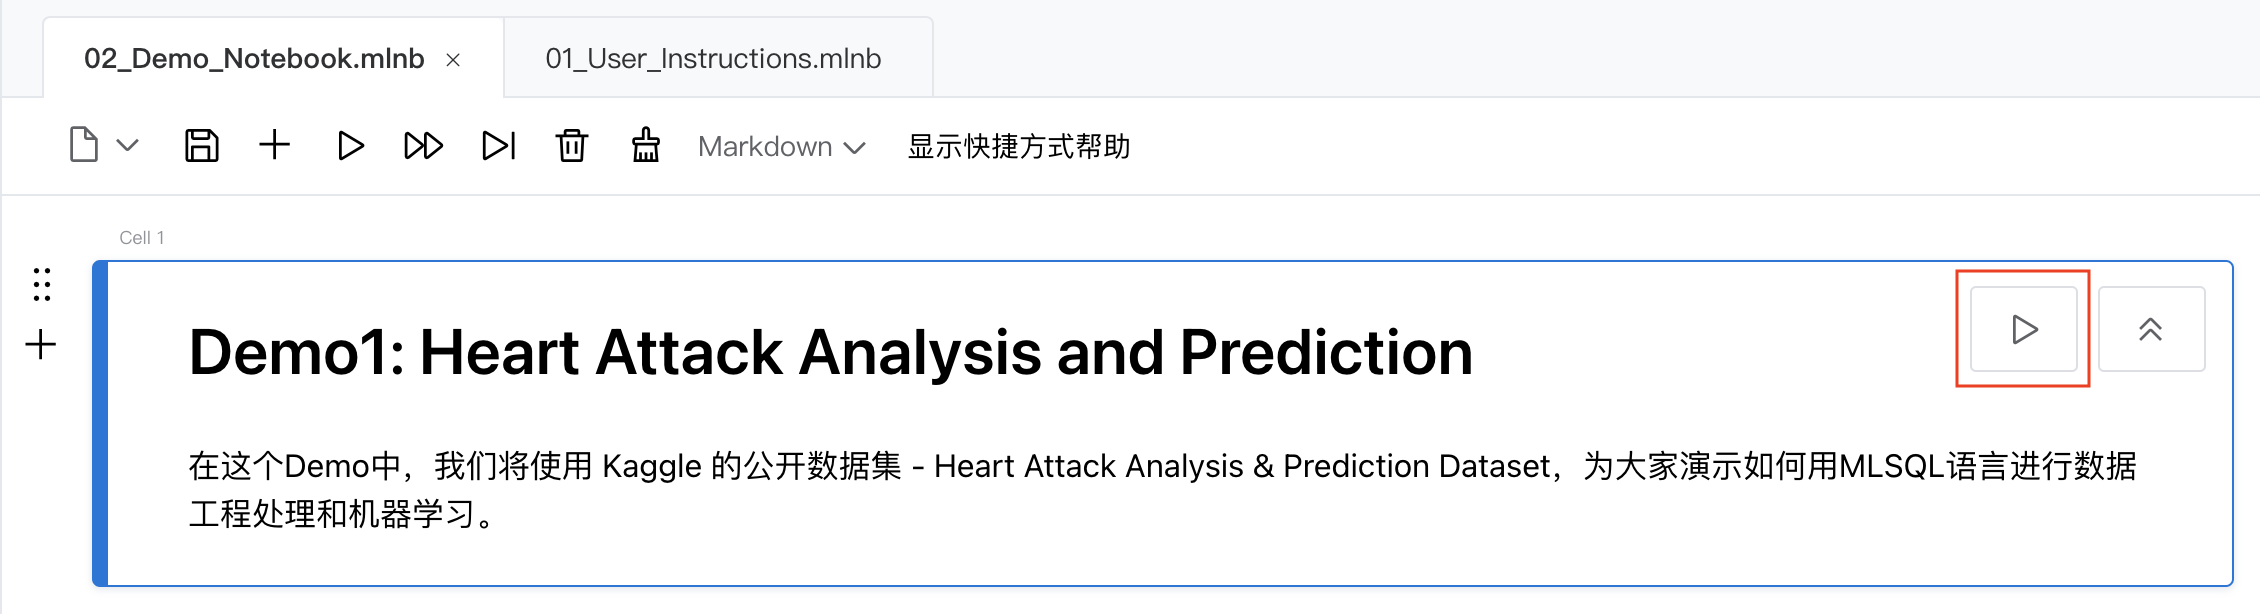 02_Demo_Notebook.mlnb
01_User_Instructions.mlnb
Markdown
显示快捷方式帮助
Cell 1
Demo1: Heart Attack Analysis and Prediction
在这个Demo中，我们将使用 Kaggle 的公开数据集 - Heart Attack Analysis & Prediction Dataset，为大家演示如何用MLSQL语言进行数据
工程处理和机器学习。